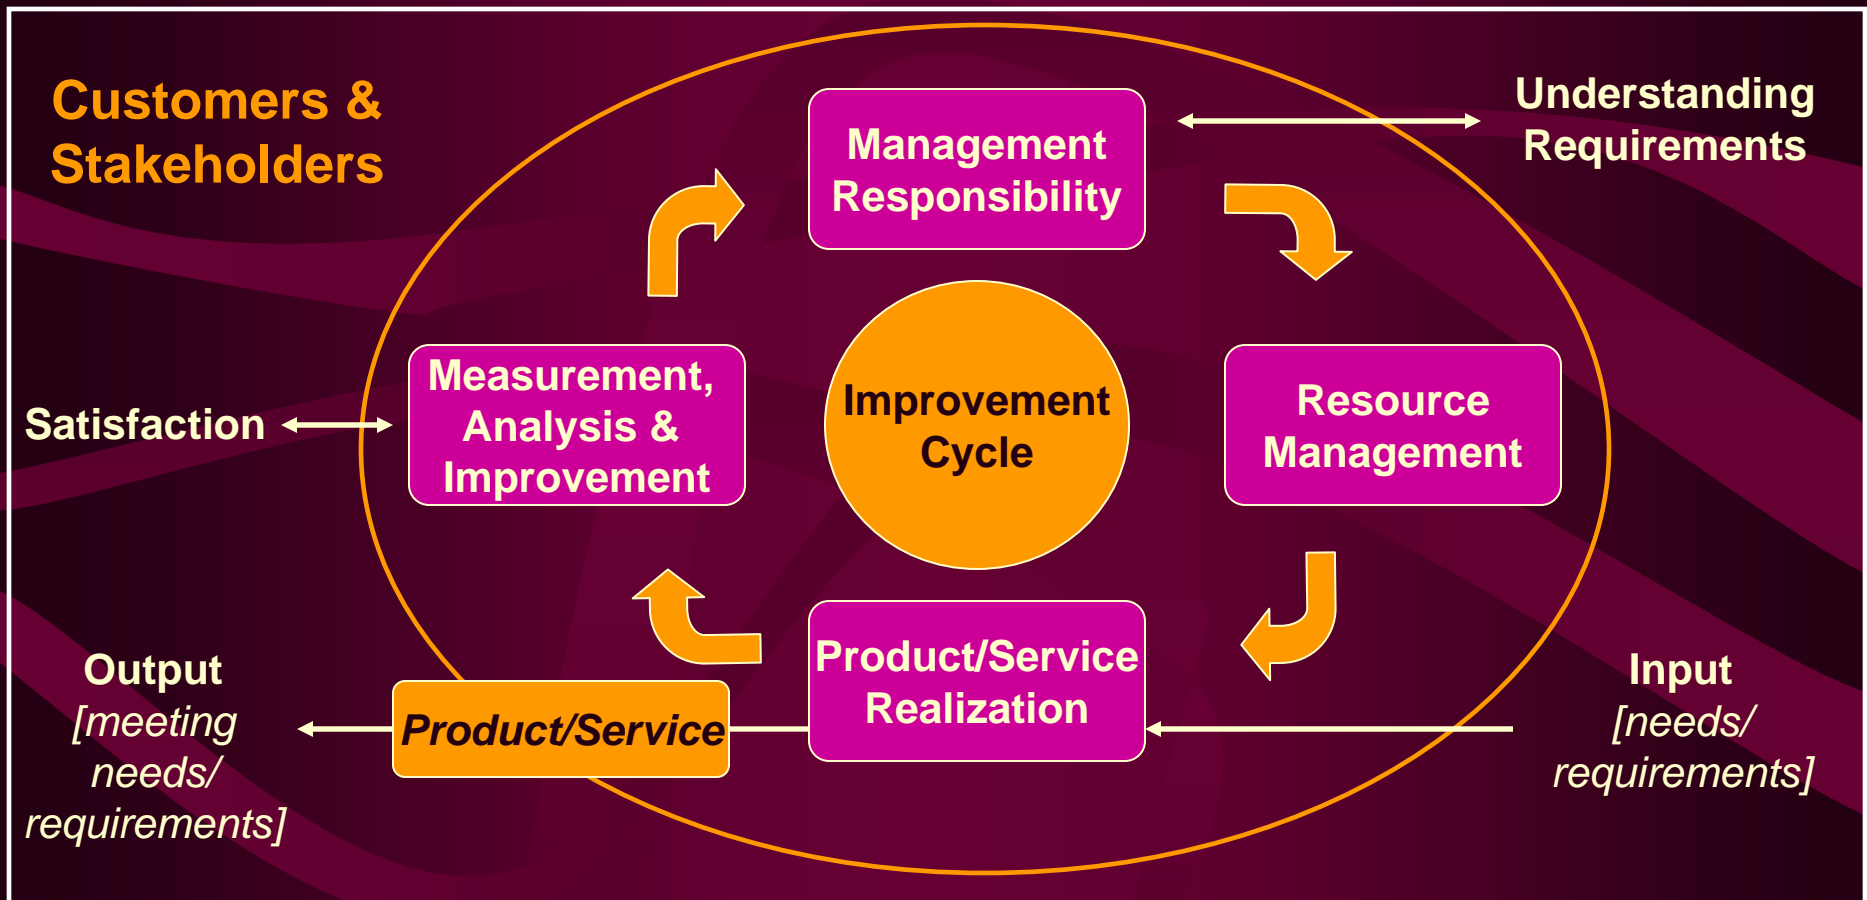 Customers &
Stakeholders
Management
Responsibility
Understanding
Requirements
Measurement,
Analysis &
Improvement
Improvement
Cycle
Resource
Management
Satisfaction
Product/Service
Realization
Output
[meeting
needs/
requirements]
Product/Service
Input
[needs/
requirements]